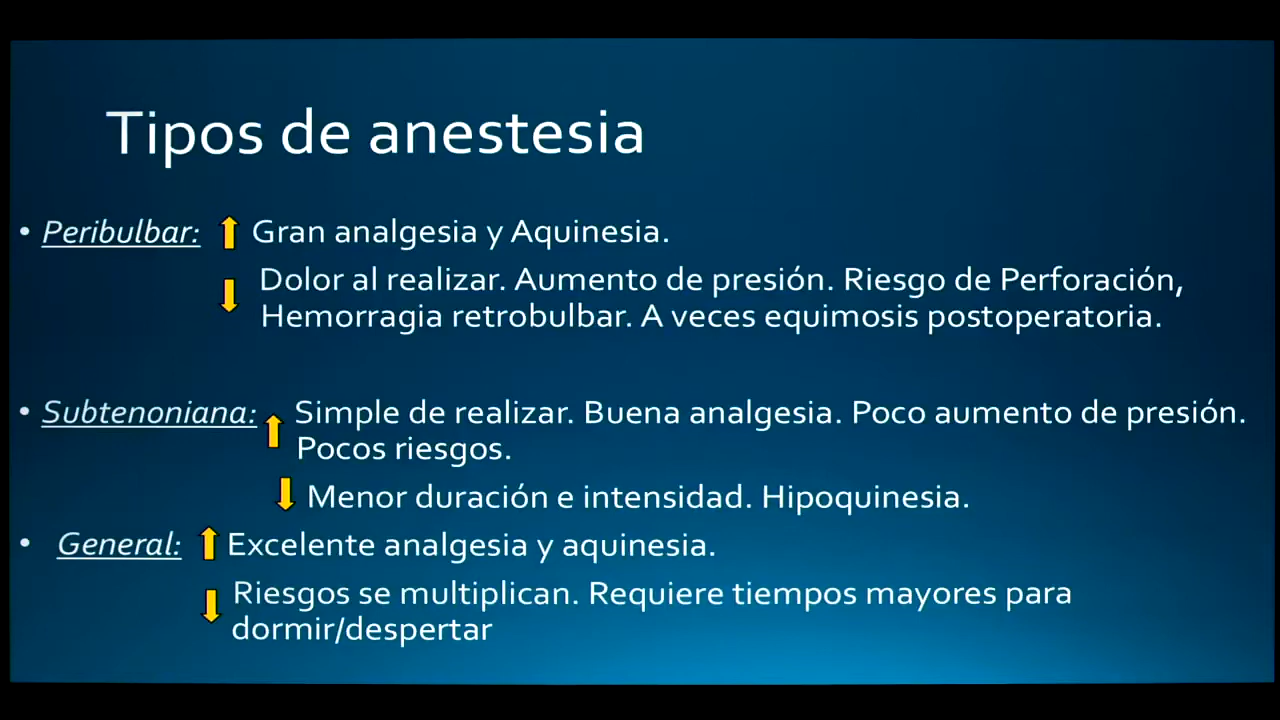 Tipos de anestesia
• Peribulbar: Gran analgesia y Aquinesia.
Dolor al realizar. Aumento de presión. Riesgo de Perforación,
Hemorragia retrobulbar. A veces equimosis postoperatoria.
• Subtenoniana: Simple de realizar. Buena analgesia. Poco aumento de presión.
Pocos riesgos.
Menor duración e intensidad. Hipoquinesia.
• General: Excelente analgesia y aquinesia.
Riesgos se multiplican. Requiere tiempos mayores para
dormir/despertar